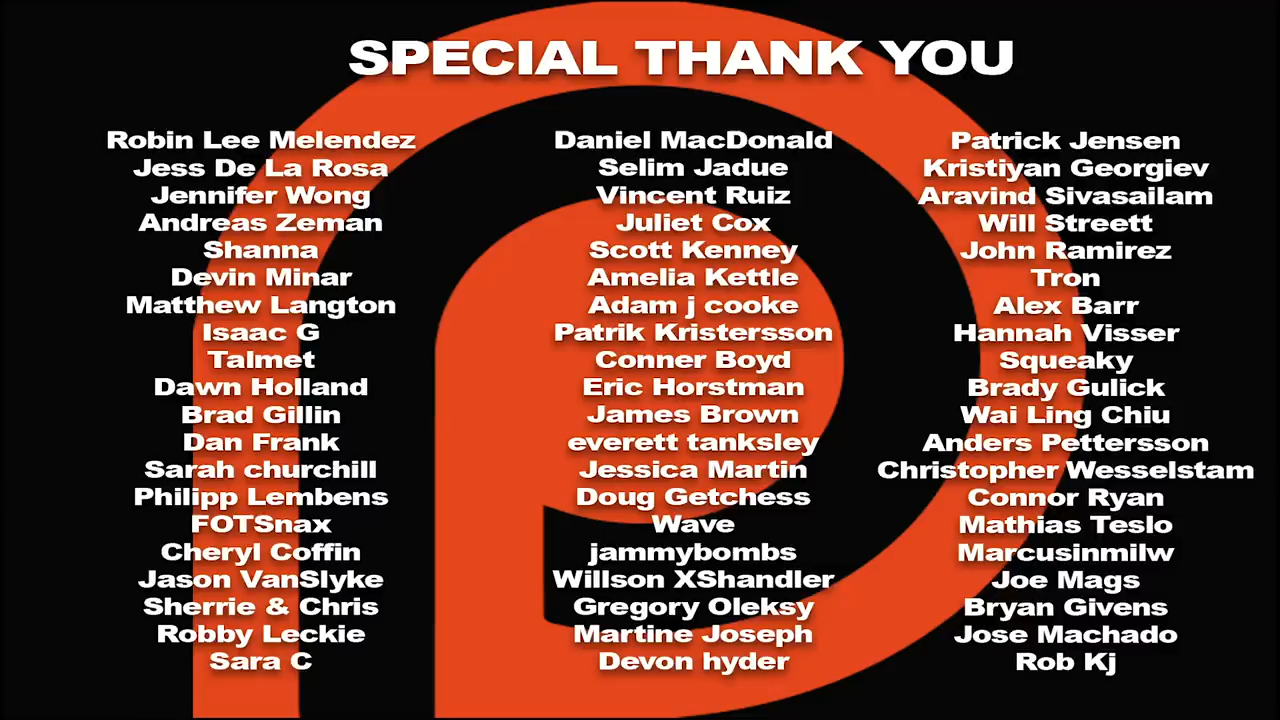 SPECIAL THANK YOU
Robin Lee Melendez
Jess De La Rosa
Jennifer Wong
Andreas Zeman
Shanna
Devin Minar
Matthew Langton
Isaac G
Talmet
Dawn Holland
Brad Gillin
Dan Frank
Sarah churchill
Philipp Lembens
FOTSnax
Cheryl Coffin
Jason VanSlyke
Sherrie & Chris
Robby Leckie
Sara C
Daniel MacDonald
Selim Jadue
Vincent Ruiz
Juliet Cox
Scott Kenney
Amelia Kettle
Adam j cooke
Patrik Kristersson
Conner Boyd
Eric Horstman
James Brown
everett tanksley
Jessica Martin
Doug Getchess
Wave
jammybombs
Willson XShandler
Gregory Oleksy
Martine Joseph
Devon hyder
Patrick Jensen
Kristiyan Georgiev
Aravind Sivasailam
Will Streett
John Ramirez
Tron
Alex Barr
Hannah Visser
Squeaky
Brady Gulick
Wai Ling Chiu
Anders Pettersson
Christopher Wesselstam
Connor Ryan
Mathias Teslo
Marcusinmilw
Joe Mags
Bryan Givens
Jose Machado
Rob Kj